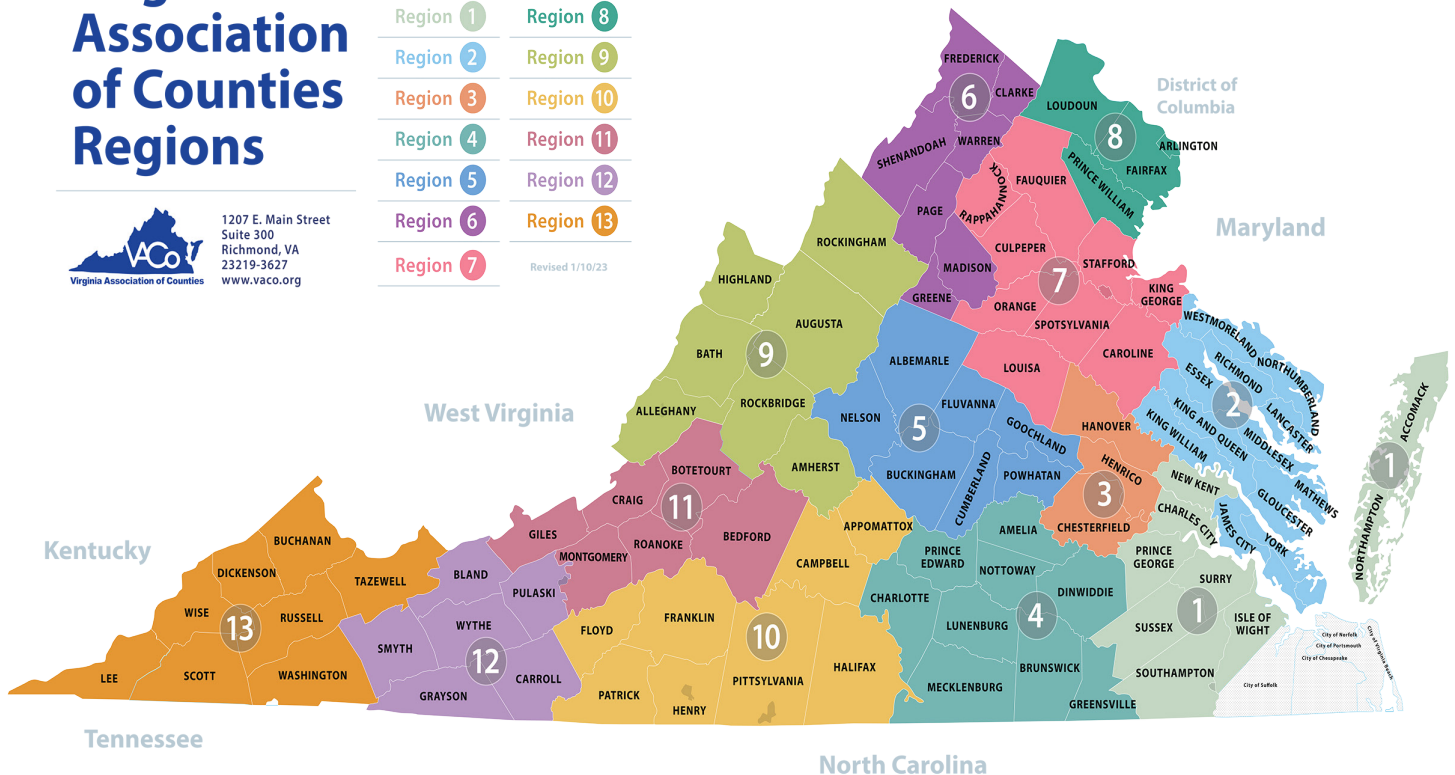 Association
of Counties
Regions
VACo
Virginia Association of Counties
1207 E. Main Street
Suite 300
Richmond, VA
23219-3627
www.vaco.org
Region 1
Region 2
Region 3
Region 4
Region 5
Region 6
Region 7
Region 8
Region 9
Region 10
Region 11
Region 12
Region 13
Revised 1/10/23
District of
Columbia
Maryland
West Virginia
Kentucky
Tennessee
North Carolina
FREDERICK
6
CLARKE
WARREN
SHENANDOAH
PAGE
MADISON
GREENE
LOUDOUN
8
ARLINGTON
FAIRFAX
PRINCE WILLIAM
FAUQUIER
RAPPAHANNOCK
CULPEPER
STAFFORD
7
KING
GEORGE
ORANGE
SPOTSYLVANIA
CAROLINE
LOUISA
ROCKINGHAM
HIGHLAND
AUGUSTA
BATH
9
ROCKBRIDGE
ALLEGHANY
AMHERST
ALBEMARLE
NELSON
5
FLUVANNA
GOOCHLAND
BUCKINGHAM
CUMBERLAND
POWHATAN
HANOVER
HENRICO
3
CHESTERFIELD
WESTMORELAND
NORTHUMBERLAND
RICHMOND
ESSEX
2
LANCASTER
KING AND QUEEN
KING WILLIAM
MIDDLESEX
MATHEWS
GLOUCESTER
JAMES CITY
YORK
ACCOMACK
1
NORTHAMPTON
NEW KENT
CHARLES CITY
PRINCE
GEORGE
SURRY
1
SUSSEX
ISLE OF
WIGHT
SOUTHAMPTON
City of Norfolk
City of Portsmouth
City of Chesapeake
City of Virginia Beach
City of Suffolk
BOTETOURT
CRAIG
11
GILES
ROANOKE
BEDFORD
MONTGOMERY
APPOMATTOX
CAMPBELL
FRANKLIN
FLOYD
10
HALIFAX
PITTSYLVANIA
PATRICK
HENRY
AMELIA
PRINCE
EDWARD
NOTTOWAY
DINWIDDIE
CHARLOTTE
4
LUNENBURG
BRUNSWICK
MECKLENBURG
GREENSVILLE
BLAND
PULASKI
WYTHE
SMYTH
12
CARROLL
GRAYSON
BUCHANAN
DICKENSON
TAZEWELL
WISE
13
RUSSELL
LEE
SCOTT
WASHINGTON